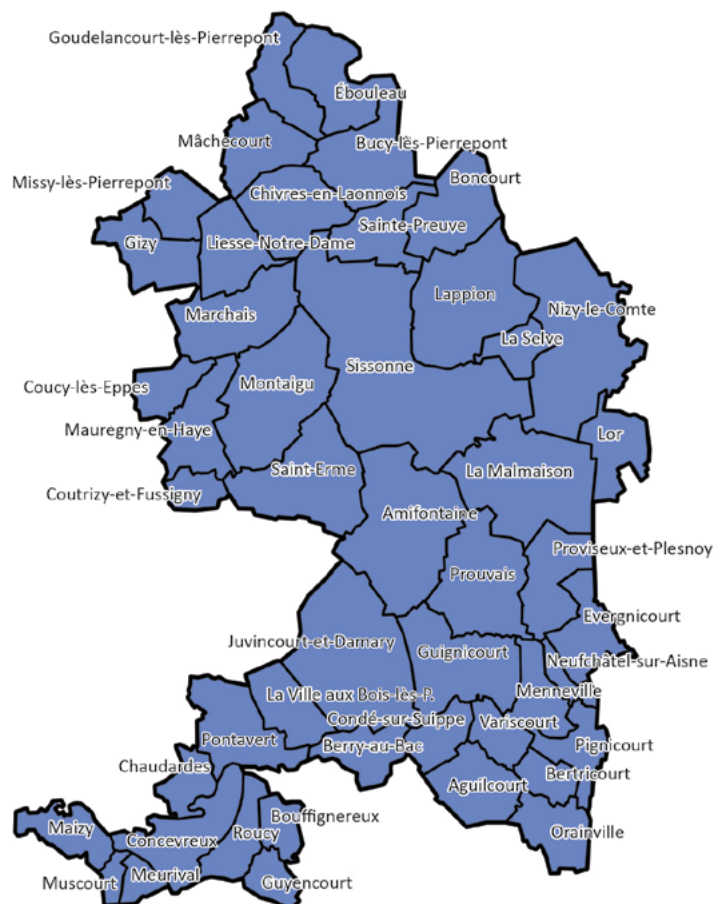 Goudelancourt-lès-Pierrepont
Ébouleau
Mâchecourt
Bucy-lès-Pierrepont
Missy-lès-Pierrepont
Boncourt
Chivres-en-Laonnois
Sainte-Preuve
Gizy
Liesse-Notre-Dame
Lappion
Nizy-le-Comte
Marchais
La Selve
Sissonne
Coucy-lès-Eppes
Montaigu
Mauregny-en-Haye
Lor
Saint-Erme
La Malmaison
Coutrizy-et-Fussigny
Amifontaine
Proviseux-et-Plesnoy
Prouvais
Evergnicourt
Juvincourt-et-Damary
Guignicourt
Neufchâtel-sur-Aisne
La Ville aux Bois-lès-P.
Menneville
Condé-sur-Suippe
Variscourt
Pontavert
Berry-au-Bac
Pignicourt
Chaudardes
Bertricourt
Aguilcourt
Bouffignereux
Maizy
Concevreux
Roucy
Orainville
Meurival
Muscourt
Guyencourt